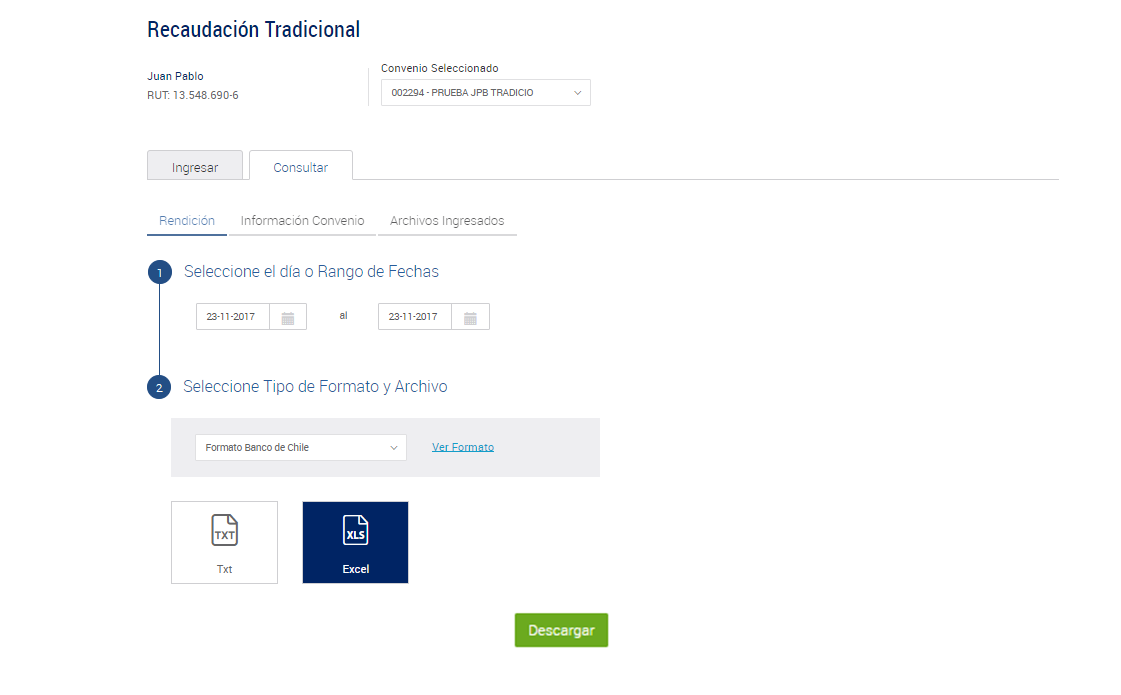 Recaudación Tradicional
Juan Pablo
RUT: 13.548.690-6
Convenio Seleccionado
002294 - PRUEBA JPB TRADICIO
Ingresar
Consultar
Rendición
Información Convenio
Archivos Ingresados
1 Seleccione el día o Rango de Fechas
23-11-2017 al 23-11-2017
2 Seleccione Tipo de Formato y Archivo
Formato Banco de Chile
Ver Formato
TXT
Txt
XLS
Excel
Descargar